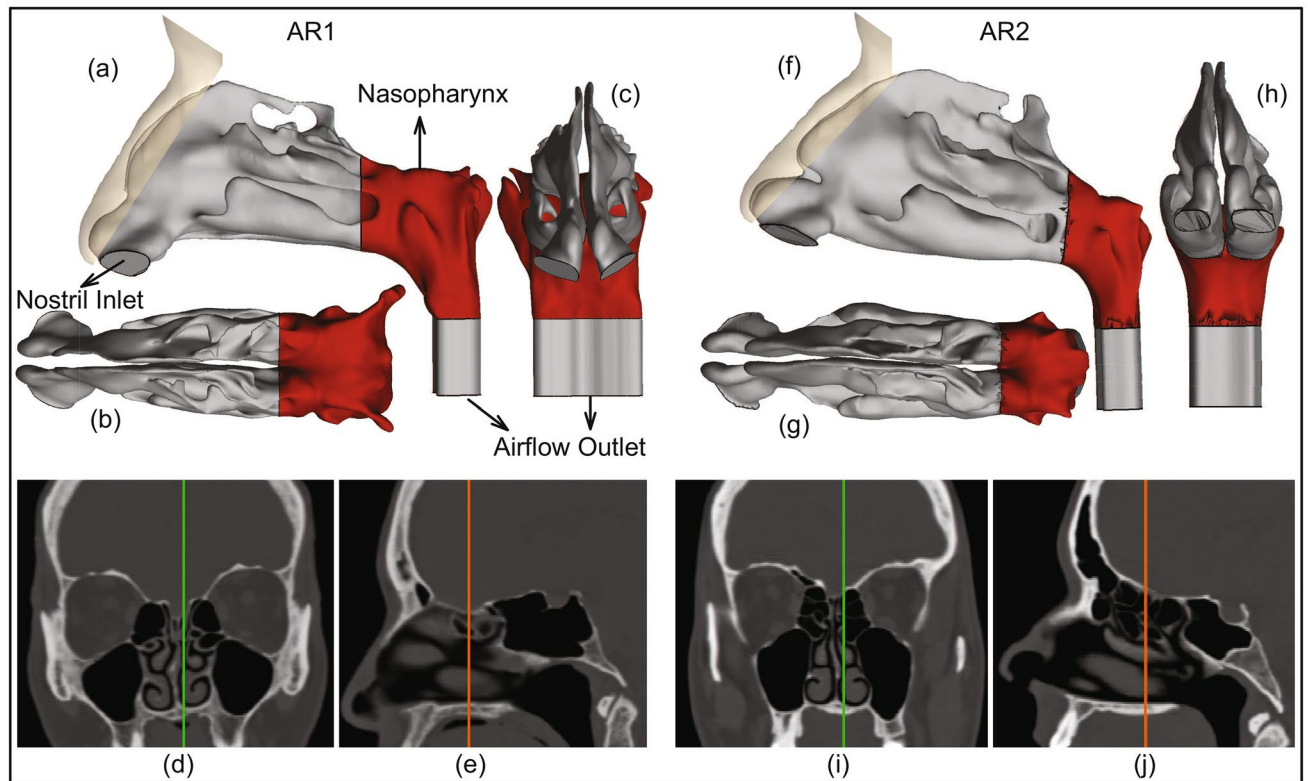 AR1
AR2
(a)
Nasopharynx
(c)
(f)
(h)
Nostril Inlet
(b)
Airflow Outlet
(g)
(d)
(e)
(i)
(j)